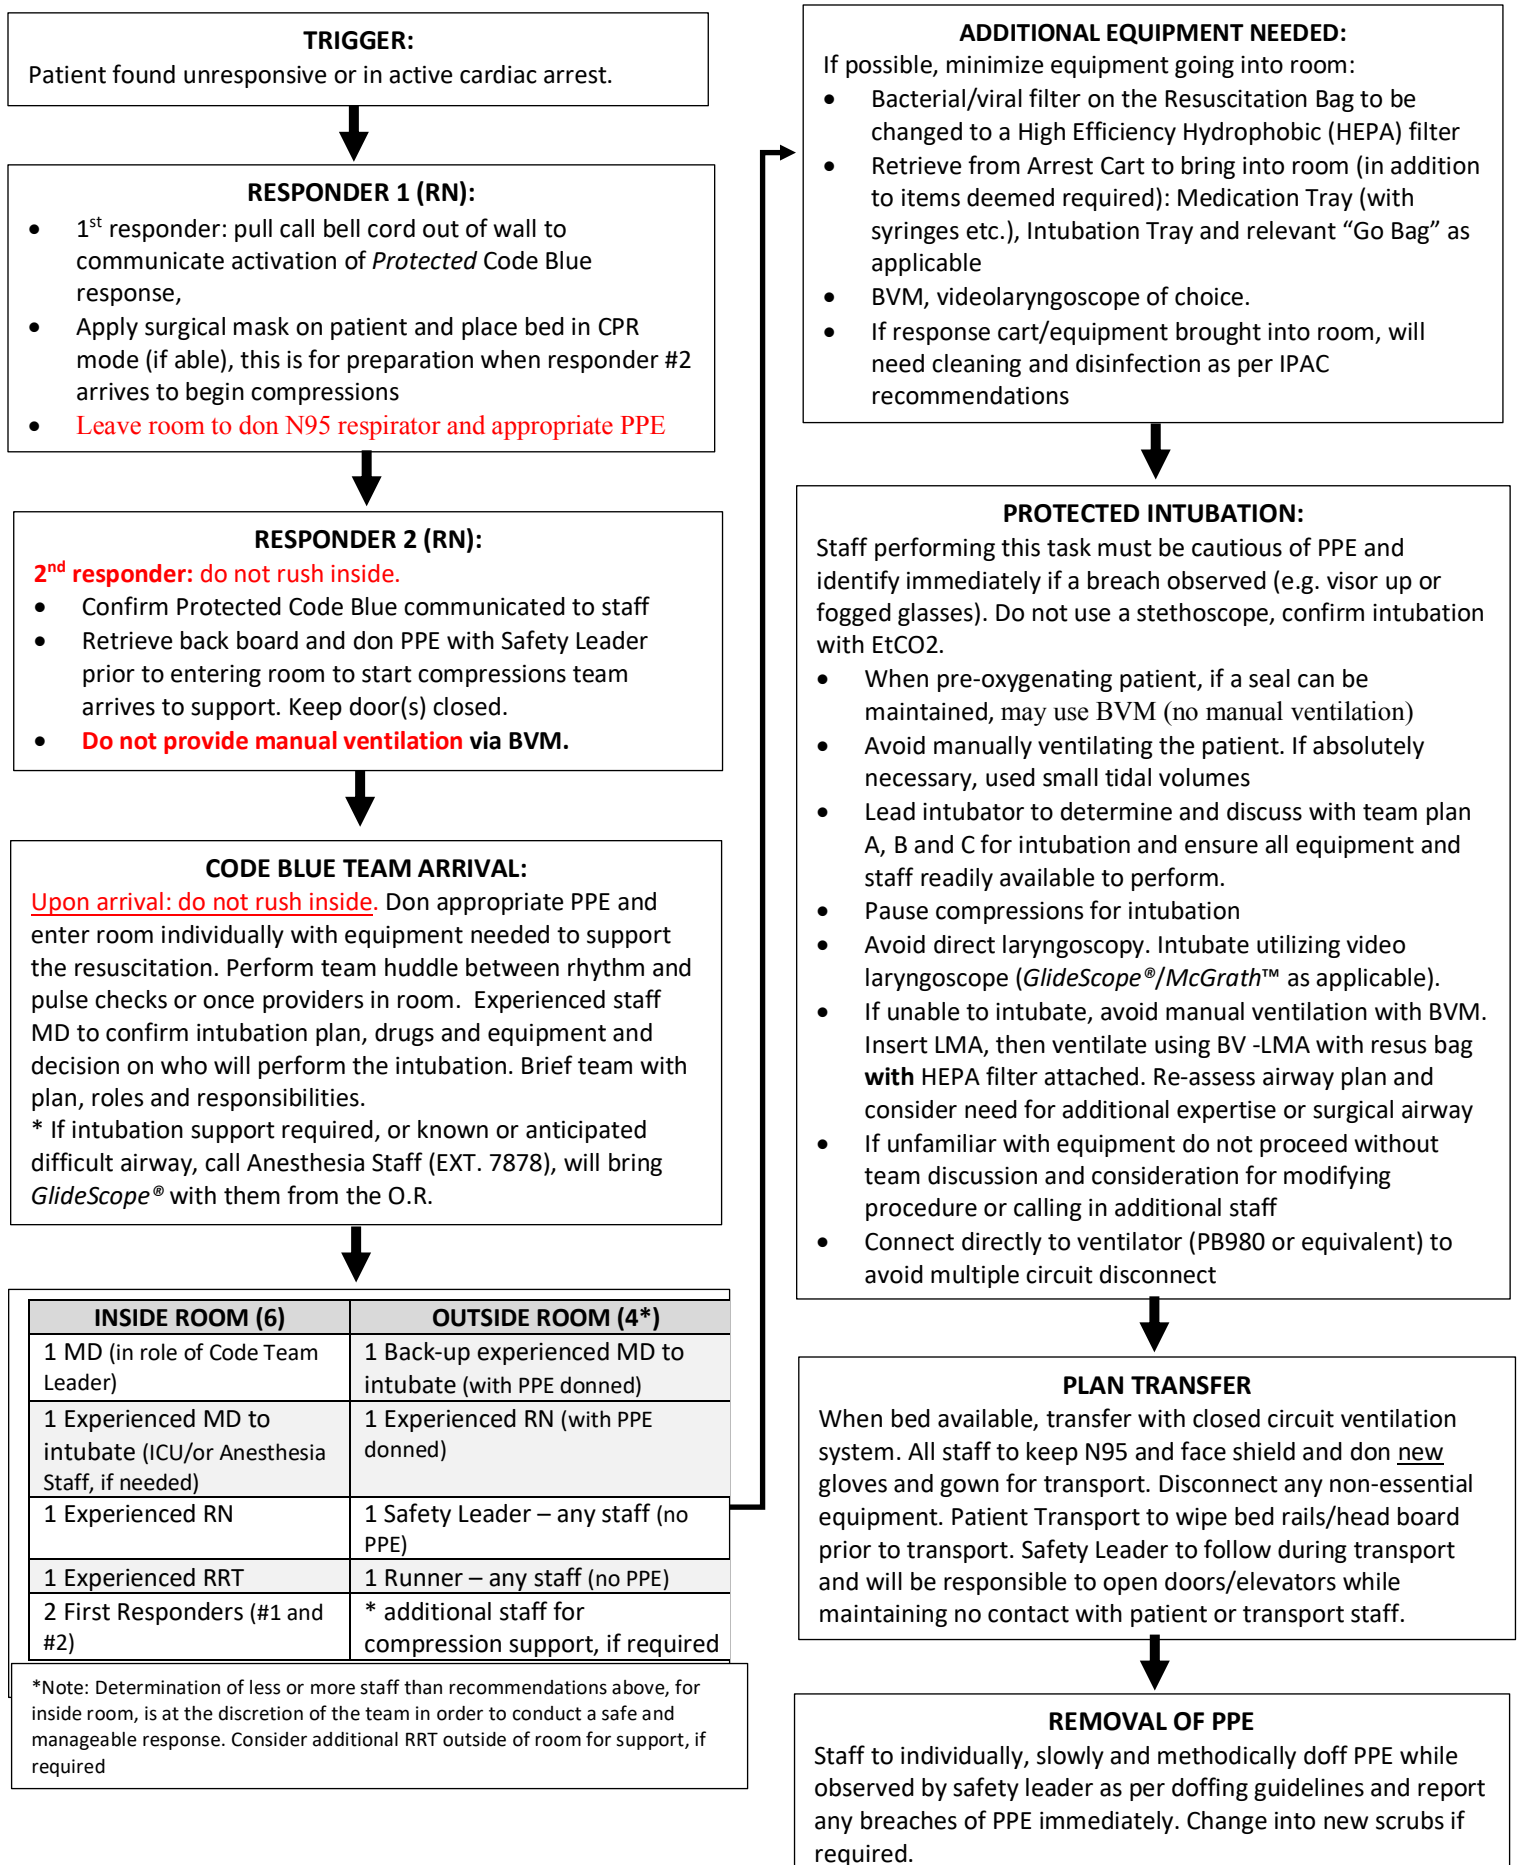 TRIGGER:
Patient found unresponsive or in active cardiac arrest.
RESPONDER 1 (RN):
• 1st responder: pull call bell cord out of wall to
communicate activation of Protected Code Blue
response,
• Apply surgical mask on patient and place bed in CPR
mode (if able), this is for preparation when responder #2
arrives to begin compressions
• Leave room to don N95 respirator and appropriate PPE
RESPONDER 2 (RN):
2nd responder: do not rush inside.
• Confirm Protected Code Blue communicated to staff
• Retrieve back board and don PPE with Safety Leader
prior to entering room to start compressions team
arrives to support. Keep door(s) closed.
• Do not provide manual ventilation via BVM.
CODE BLUE TEAM ARRIVAL:
Upon arrival: do not rush inside. Don appropriate PPE and
enter room individually with equipment needed to support
the resuscitation. Perform team huddle between rhythm and
pulse checks or once providers in room. Experienced staff
MD to confirm intubation plan, drugs and equipment and
decision on who will perform the intubation. Brief team with
plan, roles and responsibilities.
* If intubation support required, or known or anticipated
difficult airway, call Anesthesia Staff (EXT. 7878), will bring
GlideScope® with them from the O.R.
INSIDE ROOM (6)
OUTSIDE ROOM (4*)
1 MD (in role of Code Team
Leader)
1 Back-up experienced MD to
intubate (with PPE donned)
1 Experienced MD to
intubate (ICU/or Anesthesia
Staff, if needed)
1 Experienced RN (with PPE
donned)
1 Experienced RN
1 Safety Leader – any staff (no
PPE)
1 Experienced RRT
1 Runner – any staff (no PPE)
2 First Responders (#1 and
#2)
* additional staff for
compression support, if required
*Note: Determination of less or more staff than recommendations above, for
inside room, is at the discretion of the team in order to conduct a safe and
manageable response. Consider additional RRT outside of room for support, if
required
ADDITIONAL EQUIPMENT NEEDED:
If possible, minimize equipment going into room:
• Bacterial/viral filter on the Resuscitation Bag to be
changed to a High Efficiency Hydrophobic (HEPA) filter
• Retrieve from Arrest Cart to bring into room (in addition
to items deemed required): Medication Tray (with
syringes etc.), Intubation Tray and relevant “Go Bag” as
applicable
• BVM, videolaryngoscope of choice.
• If response cart/equipment brought into room, will
need cleaning and disinfection as per IPAC
recommendations
PROTECTED INTUBATION:
Staff performing this task must be cautious of PPE and
identify immediately if a breach observed (e.g. visor up or
fogged glasses). Do not use a stethoscope, confirm intubation
with EtCO2.
• When pre-oxygenating patient, if a seal can be
maintained, may use BVM (no manual ventilation)
• Avoid manually ventilating the patient. If absolutely
necessary, used small tidal volumes
• Lead intubator to determine and discuss with team plan
A, B and C for intubation and ensure all equipment and
staff readily available to perform.
• Pause compressions for intubation
• Avoid direct laryngoscopy. Intubate utilizing video
laryngoscope (GlideScope®/McGrath™ as applicable).
• If unable to intubate, avoid manual ventilation with BVM.
Insert LMA, then ventilate using BV -LMA with resus bag
with HEPA filter attached. Re-assess airway plan and
consider need for additional expertise or surgical airway
• If unfamiliar with equipment do not proceed without
team discussion and consideration for modifying
procedure or calling in additional staff
• Connect directly to ventilator (PB980 or equivalent) to
avoid multiple circuit disconnect
PLAN TRANSFER
When bed available, transfer with closed circuit ventilation
system. All staff to keep N95 and face shield and don new
gloves and gown for transport. Disconnect any non-essential
equipment. Patient Transport to wipe bed rails/head board
prior to transport. Safety Leader to follow during transport
and will be responsible to open doors/elevators while
maintaining no contact with patient or transport staff.
REMOVAL OF PPE
Staff to individually, slowly and methodically doff PPE while
observed by safety leader as per doffing guidelines and report
any breaches of PPE immediately. Change into new scrubs if
required.